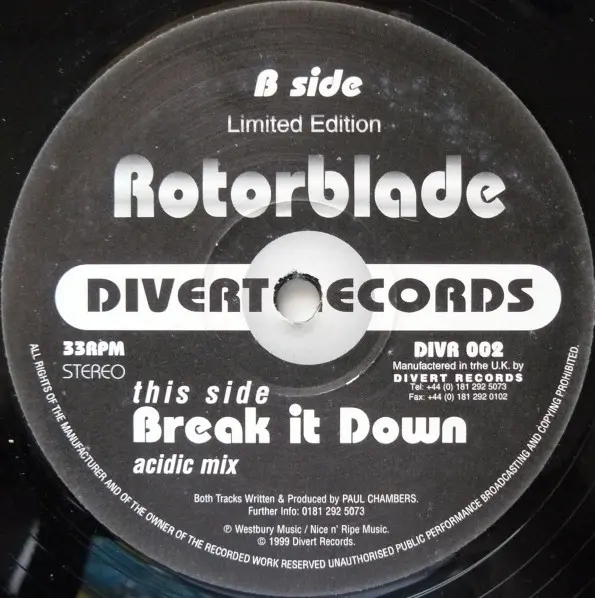 B side
Limited Edition
Rotorblade
DIVERT RECORDS
33RPM
STEREO
DIVR 002
Manufactered in trhe U.K. by
DIVERT RECORDS
Tel: +44 (0) 181 292 5073
Fax: +44 (0) 181 292 0102
this side
Break it Down
acidic mix
Both Tracks Written & Produced by PAUL CHAMBERS.
Further Info: 0181 292 5073
℗ Westbury Music / Nice n' Ripe Music.
© 1999 Divert Records.
ALL RIGHTS OF THE MANUFACTURER AND OF THE OWNER OF THE RECORDED WORK RESERVED UNAUTHORISED PUBLIC PERFORMANCE BROADCASTING AND COPYING PROHIBITED.